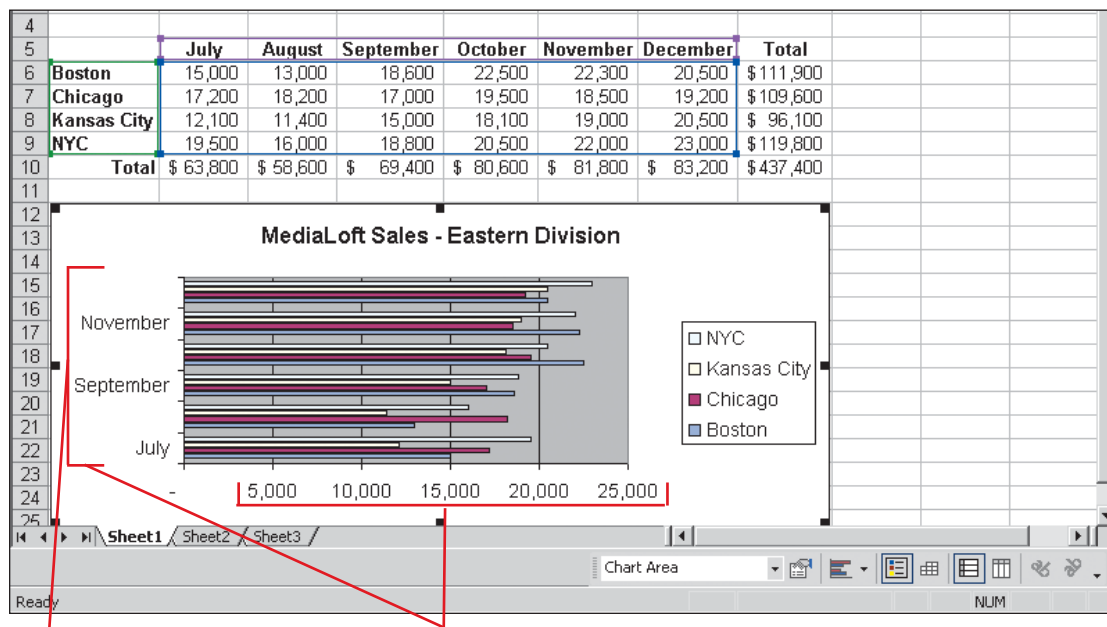 4
5 July August September October November December Total
6 Boston 15,000 13,000 18,600 22,500 22,300 20,500 $111,900
7 Chicago 17,200 18,200 17,000 19,500 18,500 19,200 $109,600
8 Kansas City 12,100 11,400 15,000 18,100 19,000 20,500 $ 96,100
9 NYC 19,500 16,000 18,800 20,500 22,000 23,000 $119,800
10 Total $ 63,800 $ 58,600 $ 69,400 $ 80,600 $ 81,800 $ 83,200 $437,400
11
12
13 MediaLoft Sales - Eastern Division
14
15
16
November
17 NYC
18 Kansas City
19 September
20 Chicago
21 Boston
22 July
23
24 - 5,000 10,000 15,000 20,000 25,000
25
Sheet1 Sheet2 Sheet3
Chart Area
Ready NUM